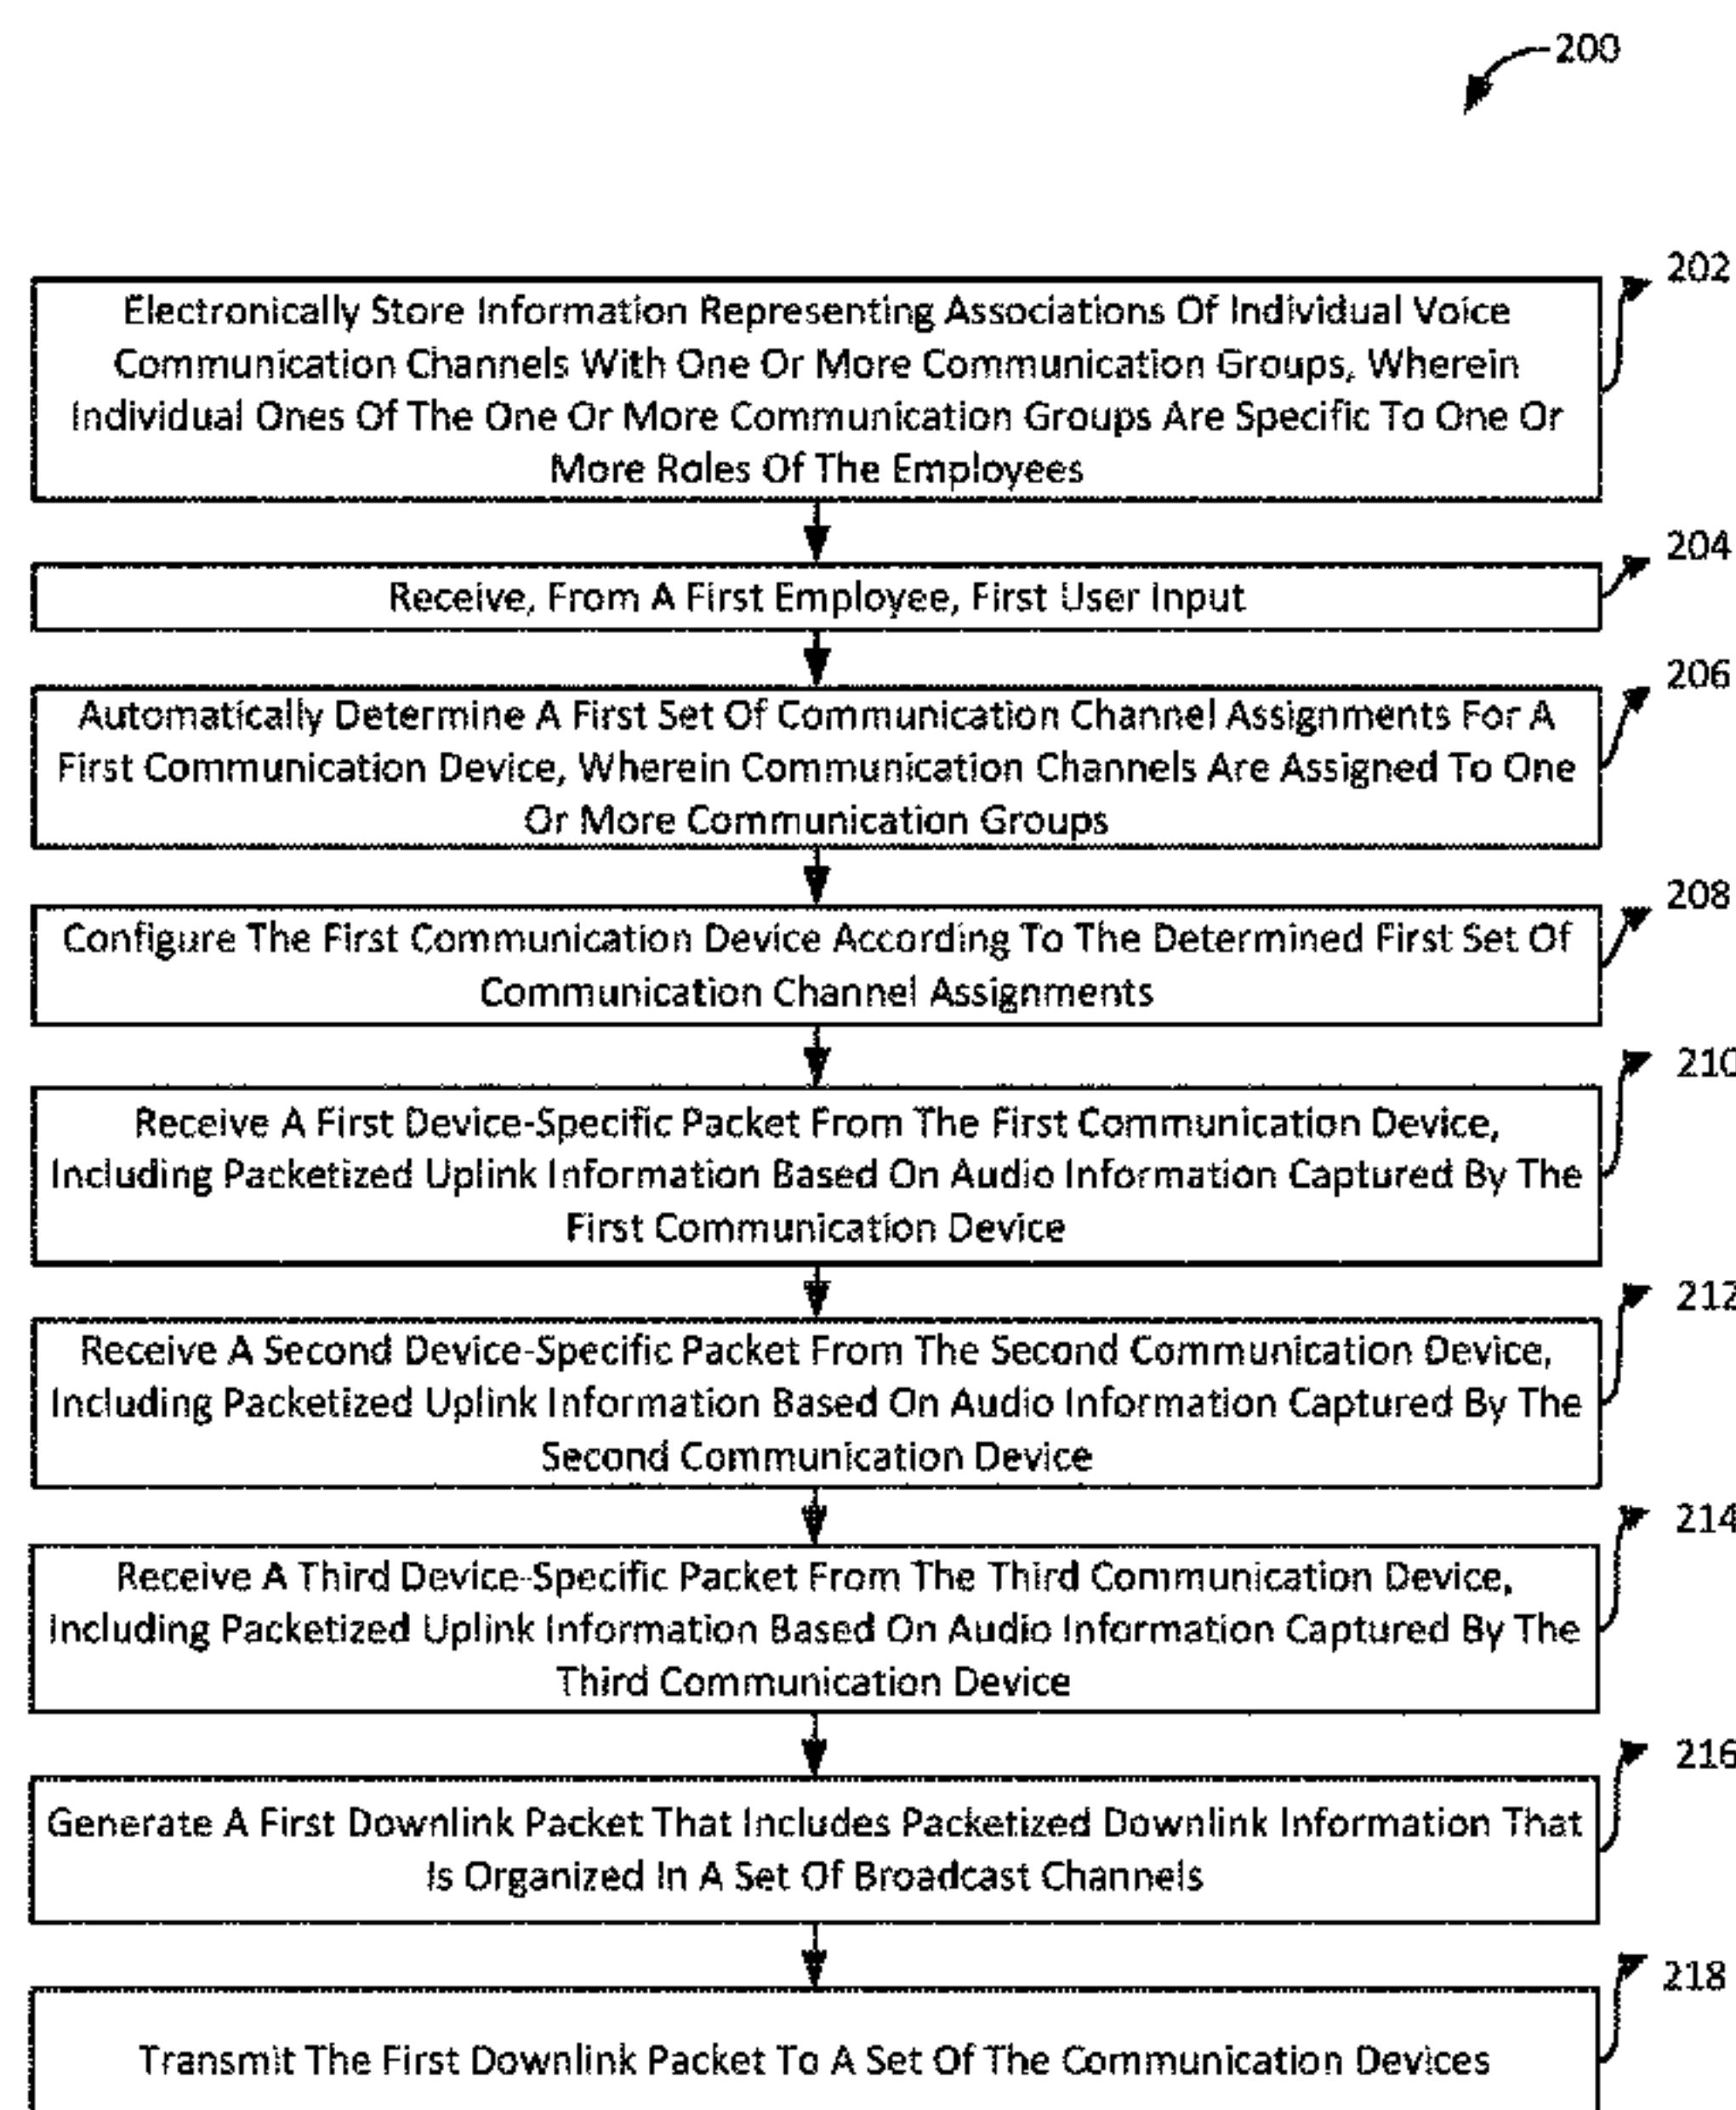 200
202
Electronically Store Information Representing Associations Of Individual Voice
Communication Channels With One Or More Communication Groups, Wherein
Individual Ones Of The One Or More Communication Groups Are Specific To One Or
More Roles Of The Employees
204
Receive, From A First Employee, First User Input
206
Automatically Determine A First Set Of Communication Channel Assignments For A
First Communication Device, Wherein Communication Channels Are Assigned To One
Or More Communication Groups
208
Configure The First Communication Device According To The Determined First Set Of
Communication Channel Assignments
210
Receive A First Device-Specific Packet From The First Communication Device,
Including Packetized Uplink Information Based On Audio Information Captured By The
First Communication Device
212
Receive A Second Device-Specific Packet From The Second Communication Device,
Including Packetized Uplink Information Based On Audio Information Captured By The
Second Communication Device
214
Receive A Third Device-Specific Packet From The Third Communication Device,
Including Packetized Uplink Information Based On Audio Information Captured By The
Third Communication Device
216
Generate A First Downlink Packet That Includes Packetized Downlink Information That
Is Organized In A Set Of Broadcast Channels
218
Transmit The First Downlink Packet To A Set Of The Communication Devices